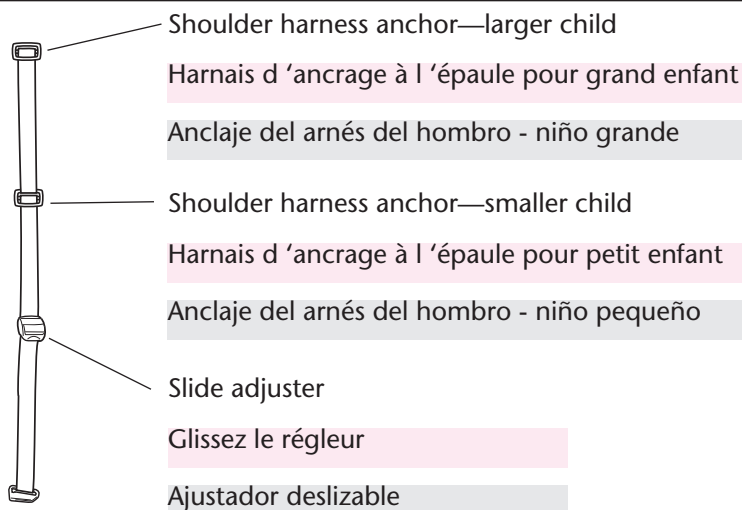 Shoulder harness anchor—larger child
Harnais d ‘ancrage à l ‘épaule pour grand enfant
Anclaje del arnés del hombro - niño grande
Shoulder harness anchor—smaller child
Harnais d ‘ancrage à l ‘épaule pour petit enfant
Anclaje del arnés del hombro - niño pequeño
Slide adjuster
Glissez le régleur
Ajustador deslizable